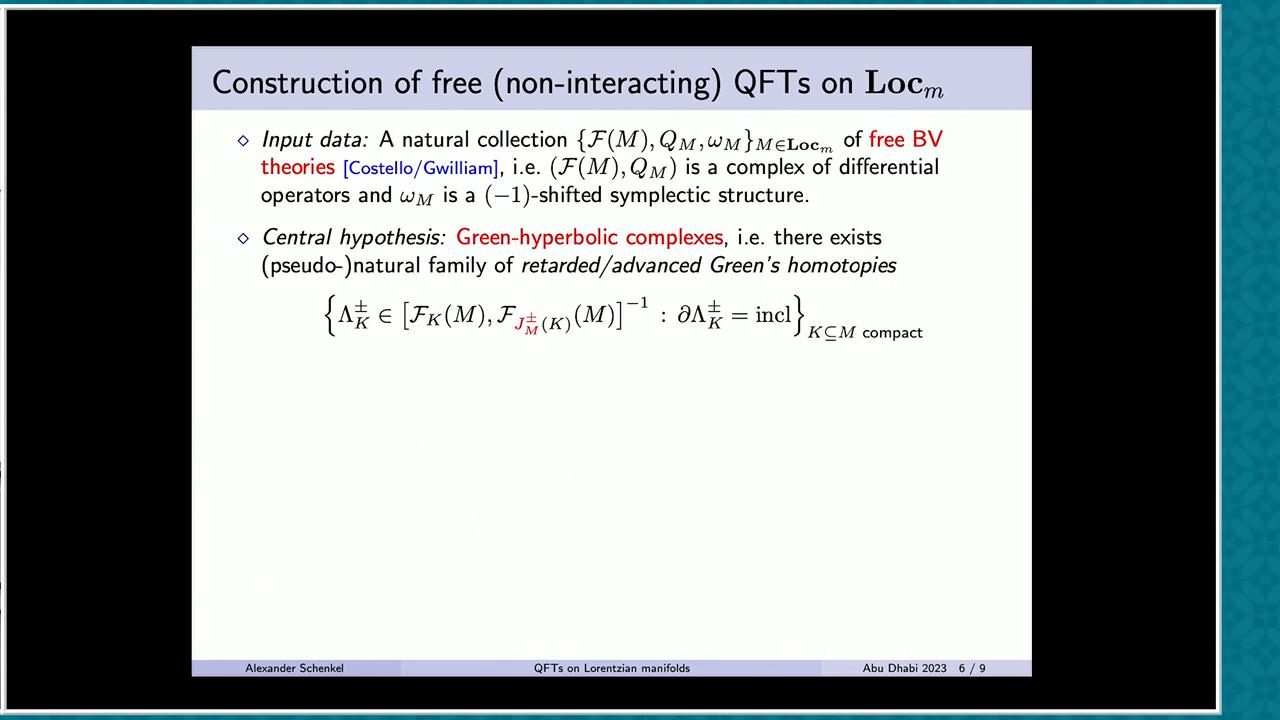 Construction of free (non-interacting) QFTs on Loc_m
⋄ Input data: A natural collection {ℱ(M), Q_M, ω_M}_{M∈Loc_m} of free BV
theories [Costello/Gwilliam], i.e. (ℱ(M), Q_M) is a complex of differential
operators and ω_M is a (−1)-shifted symplectic structure.
⋄ Central hypothesis: Green-hyperbolic complexes, i.e. there exists
(pseudo-)natural family of retarded/advanced Green's homotopies
{Λ_K^± ∈ [ℱ_K(M), ℱ_{J_M^±(K)}(M)]^{−1} : ∂Λ_K^± = incl}_{K⊆M compact}
Alexander Schenkel QFTs on Lorentzian manifolds Abu Dhabi 2023 6 / 9